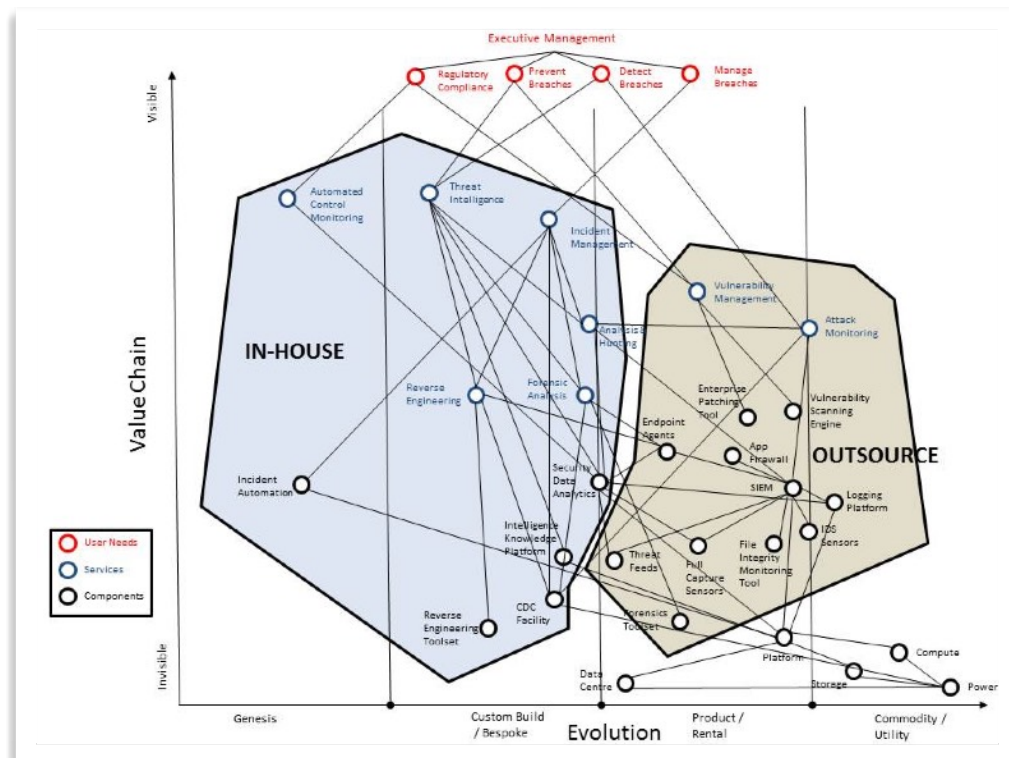 Executive Management
Regulatory
Compliance
Prevent
Breaches
Detect
Breaches
Manage
Breaches
Visible
Automated
Control
Monitoring
Threat
Intelligence
Incident
Management
Vulnerability
Management
Analysis &
Hunting
Attack
Monitoring
IN-HOUSE
Value Chain
Reverse
Engineering
Forensic
Analysis
Enterprise
Patching
Tool
Vulnerability
Scanning
Engine
Endpoint
Agents
App
Firewall
OUTSOURCE
Incident
Automation
Security
Data
Analytics
SIEM
Logging
Platform
Intelligence
Knowledge
Platform
IDS
Sensors
User Needs
Services
Components
Threat
Feeds
Full
Capture
Sensors
File
Integrity
Monitoring
Tool
Reverse
Engineering
Toolset
CDC
Facility
Forensics
Toolset
Platform
Compute
Invisible
Data
Centre
Storage
Power
Genesis
Custom Build
/ Bespoke
Evolution
Product /
Rental
Commodity /
Utility